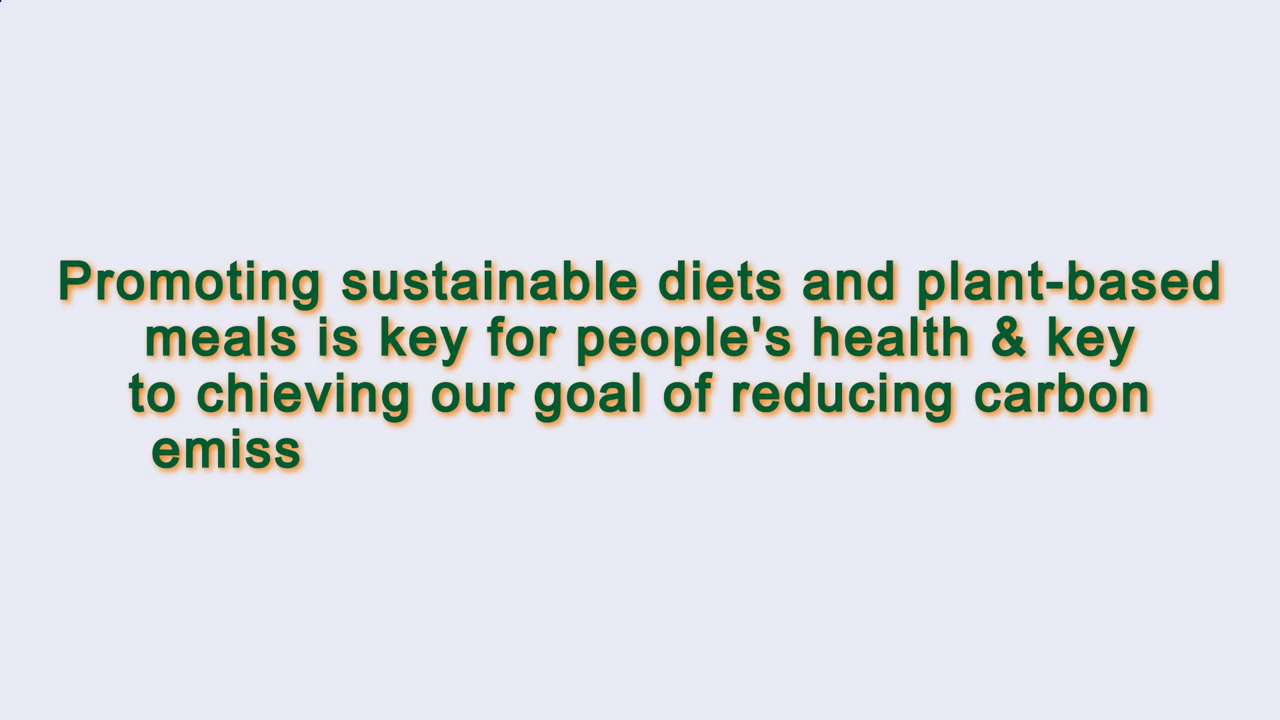 Promoting sustainable diets and plant-based
meals is key for people's health & key
to chieving our goal of reducing carbon
emiss